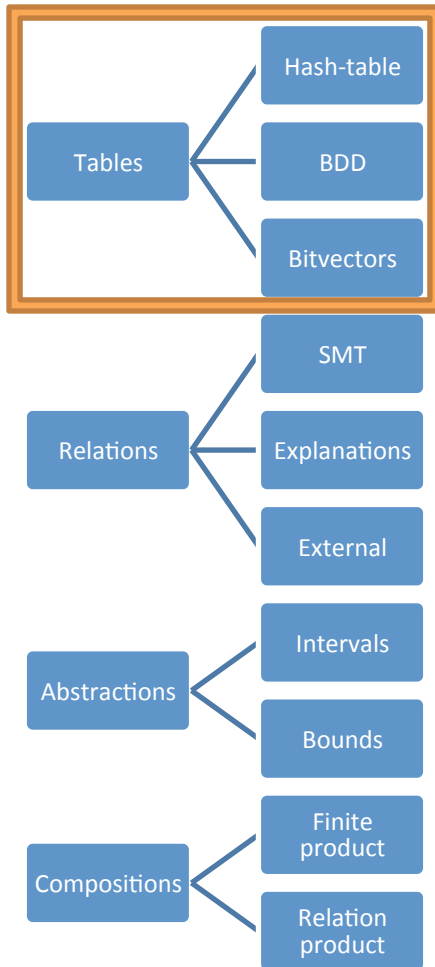 Tables
Hash-table
BDD
Bitvectors
Relations
SMT
Explanations
External
Abstractions
Intervals
Bounds
Compositions
Finite
product
Relation
product